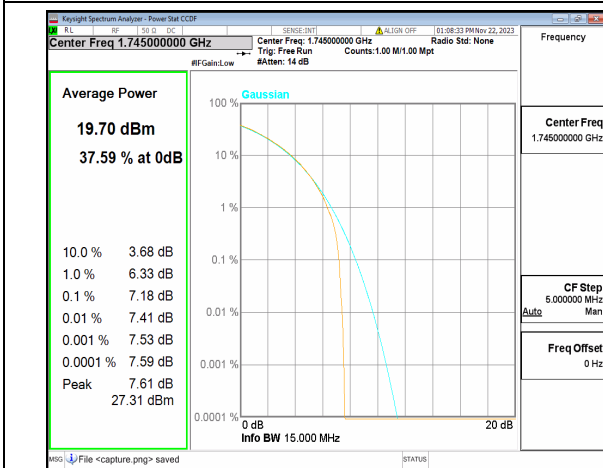 Keysight Spectrum Analyzer - Power Stat CCDF
RL RF 50 Ω DC SENSE:INT ALIGN OFF 01:08:33 PM Nov 22, 2023
Center Freq 1.745000000 GHz
Center Freq: 1.745000000 GHz Radio Std: None
Trig: Free Run Counts:1.00 M/1.00 Mpt
#IFGain:Low #Atten: 14 dB
Frequency
Average Power
19.70 dBm
37.59 % at 0dB
10.0 % 3.68 dB
1.0 % 6.33 dB
0.1 % 7.18 dB
0.01 % 7.41 dB
0.001 % 7.53 dB
0.0001 % 7.59 dB
Peak 7.61 dB
27.31 dBm
Gaussian
100 %
10 %
1 %
0.1 %
0.01 %
0.001 %
0.0001 %
0 dB 20 dB
Info BW 15.000 MHz
Center Freq
1.745000000 GHz
CF Step
5.000000 MHz
Auto Man
Freq Offset
0 Hz
MSG File <capture.png> saved STATUS